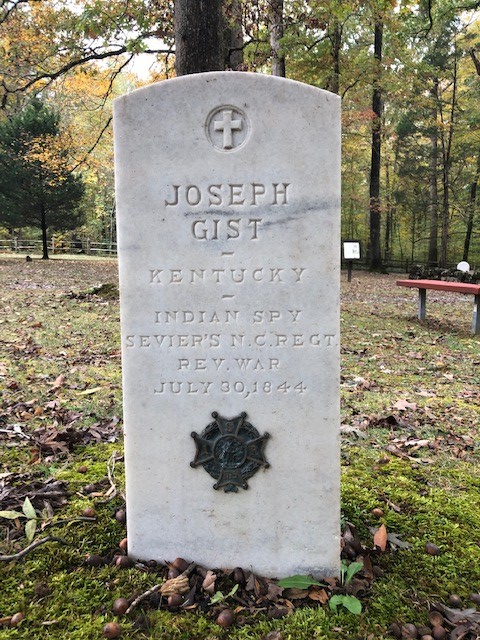 JOSEPH
GIST
–
KENTUCKY
–
INDIAN SPY
SEVIER'S N.C. REGT.
REV. WAR
JULY 30, 1844